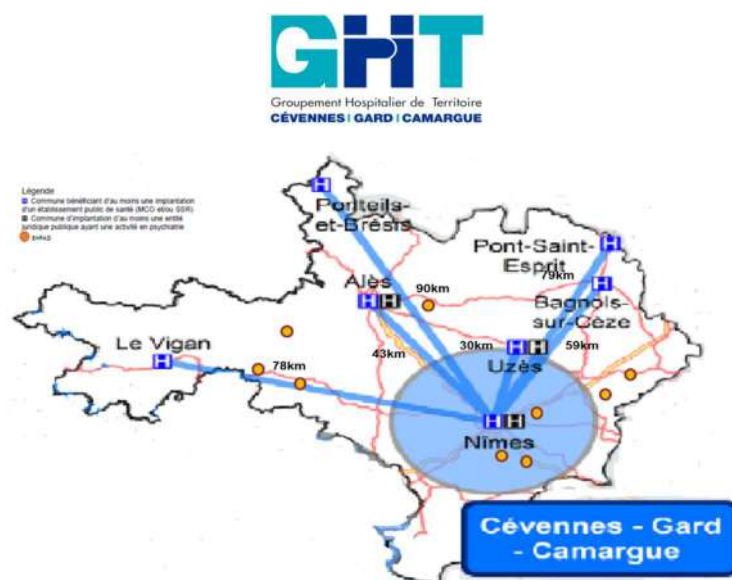 GHT
Groupement Hospitalier de Territoire
CÉVENNES | GARD | CAMARGUE
Légende
H Commune bénéficiant d'au moins une implantation
d'un établissement public de santé (MCO et/ou SSR)
H Commune d'implantation d'au moins une entité
juridique publique ayant une activité en psychiatrie
H
Ponteils-
et-Brésis
Pont-Saint-
Esprit
H
79km
Alès
90km
H H
Bagnols-
sur-Cèze
H
Le Vigan
H
43km
30km
H H
59km
Uzès
78km
H H
Nîmes
Cévennes - Gard
- Camargue